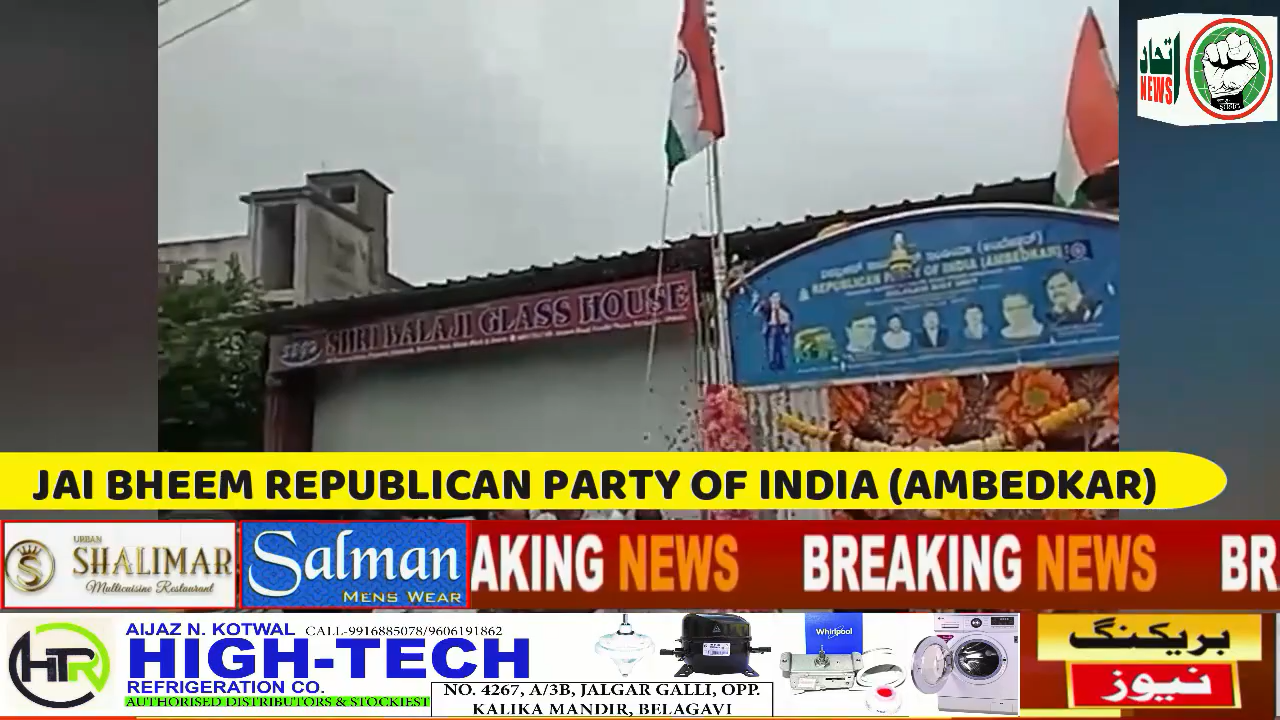 اتحاد
NEWS
SHRI BALAJI GLASS HOUSE
REPUBLICAN PARTY OF INDIA (AMBEDKAR)
JAI BHEEM REPUBLICAN PARTY OF INDIA (AMBEDKAR)
URBAN
SHALIMAR
Multicuisine Restaurant
Salman
MENS WEAR
AKING NEWS BREAKING NEWS BR
HTR
AIJAZ N. KOTWAL CALL-9916885078/9606191862
HIGH-TECH
REFRIGERATION CO.
AUTHORISED DISTRIBUTORS & STOCKIEST
NO. 4267, A/3B, JALGAR GALLI, OPP.
KALIKA MANDIR, BELAGAVI
Whirlpool
بریکنگ
نیوز